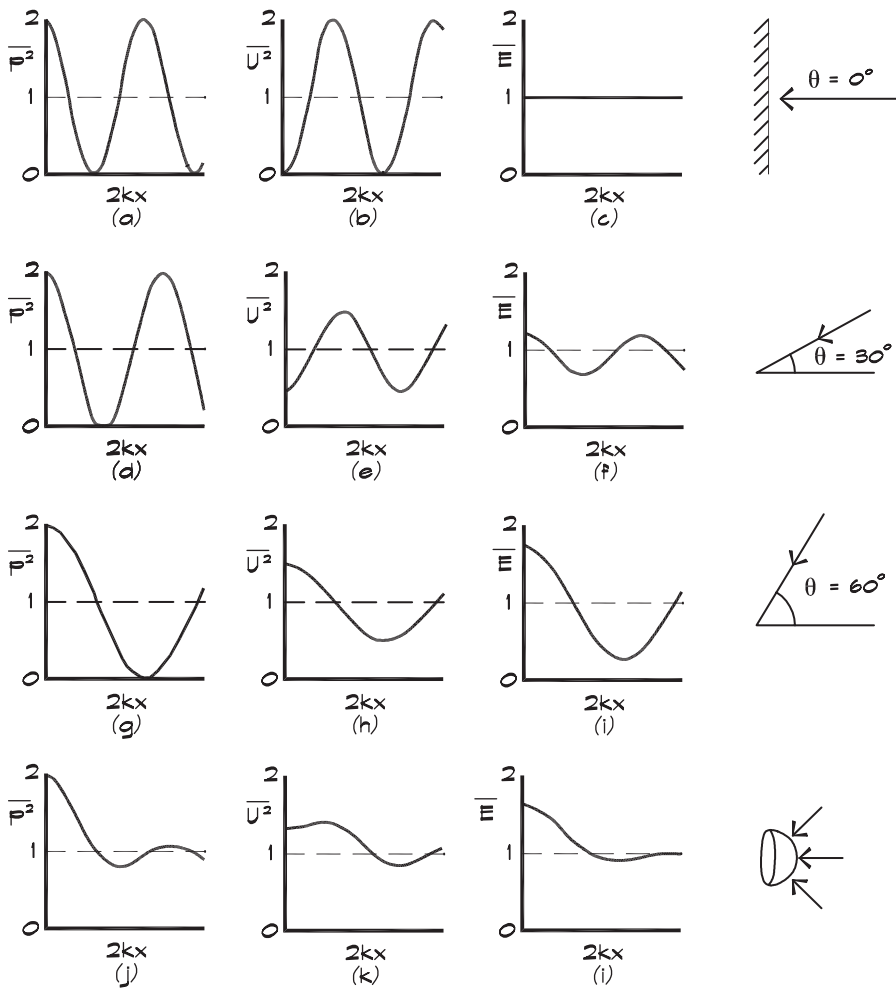 2 2 2
p² U² E
1 1 1 θ = 0°
0 0 0
2kx 2kx 2kx
(a) (b) (c)
2 2 2
p² U² E
1 1 1 θ = 30°
0 0 0
2kx 2kx 2kx
(d) (e) (f)
2 2 2
p² U² E
1 1 1 θ = 60°
0 0 0
2kx 2kx 2kx
(g) (h) (i)
2 2 2
p² U² E
1 1 1
0 0 0
2kx 2kx 2kx
(j) (k) (i)